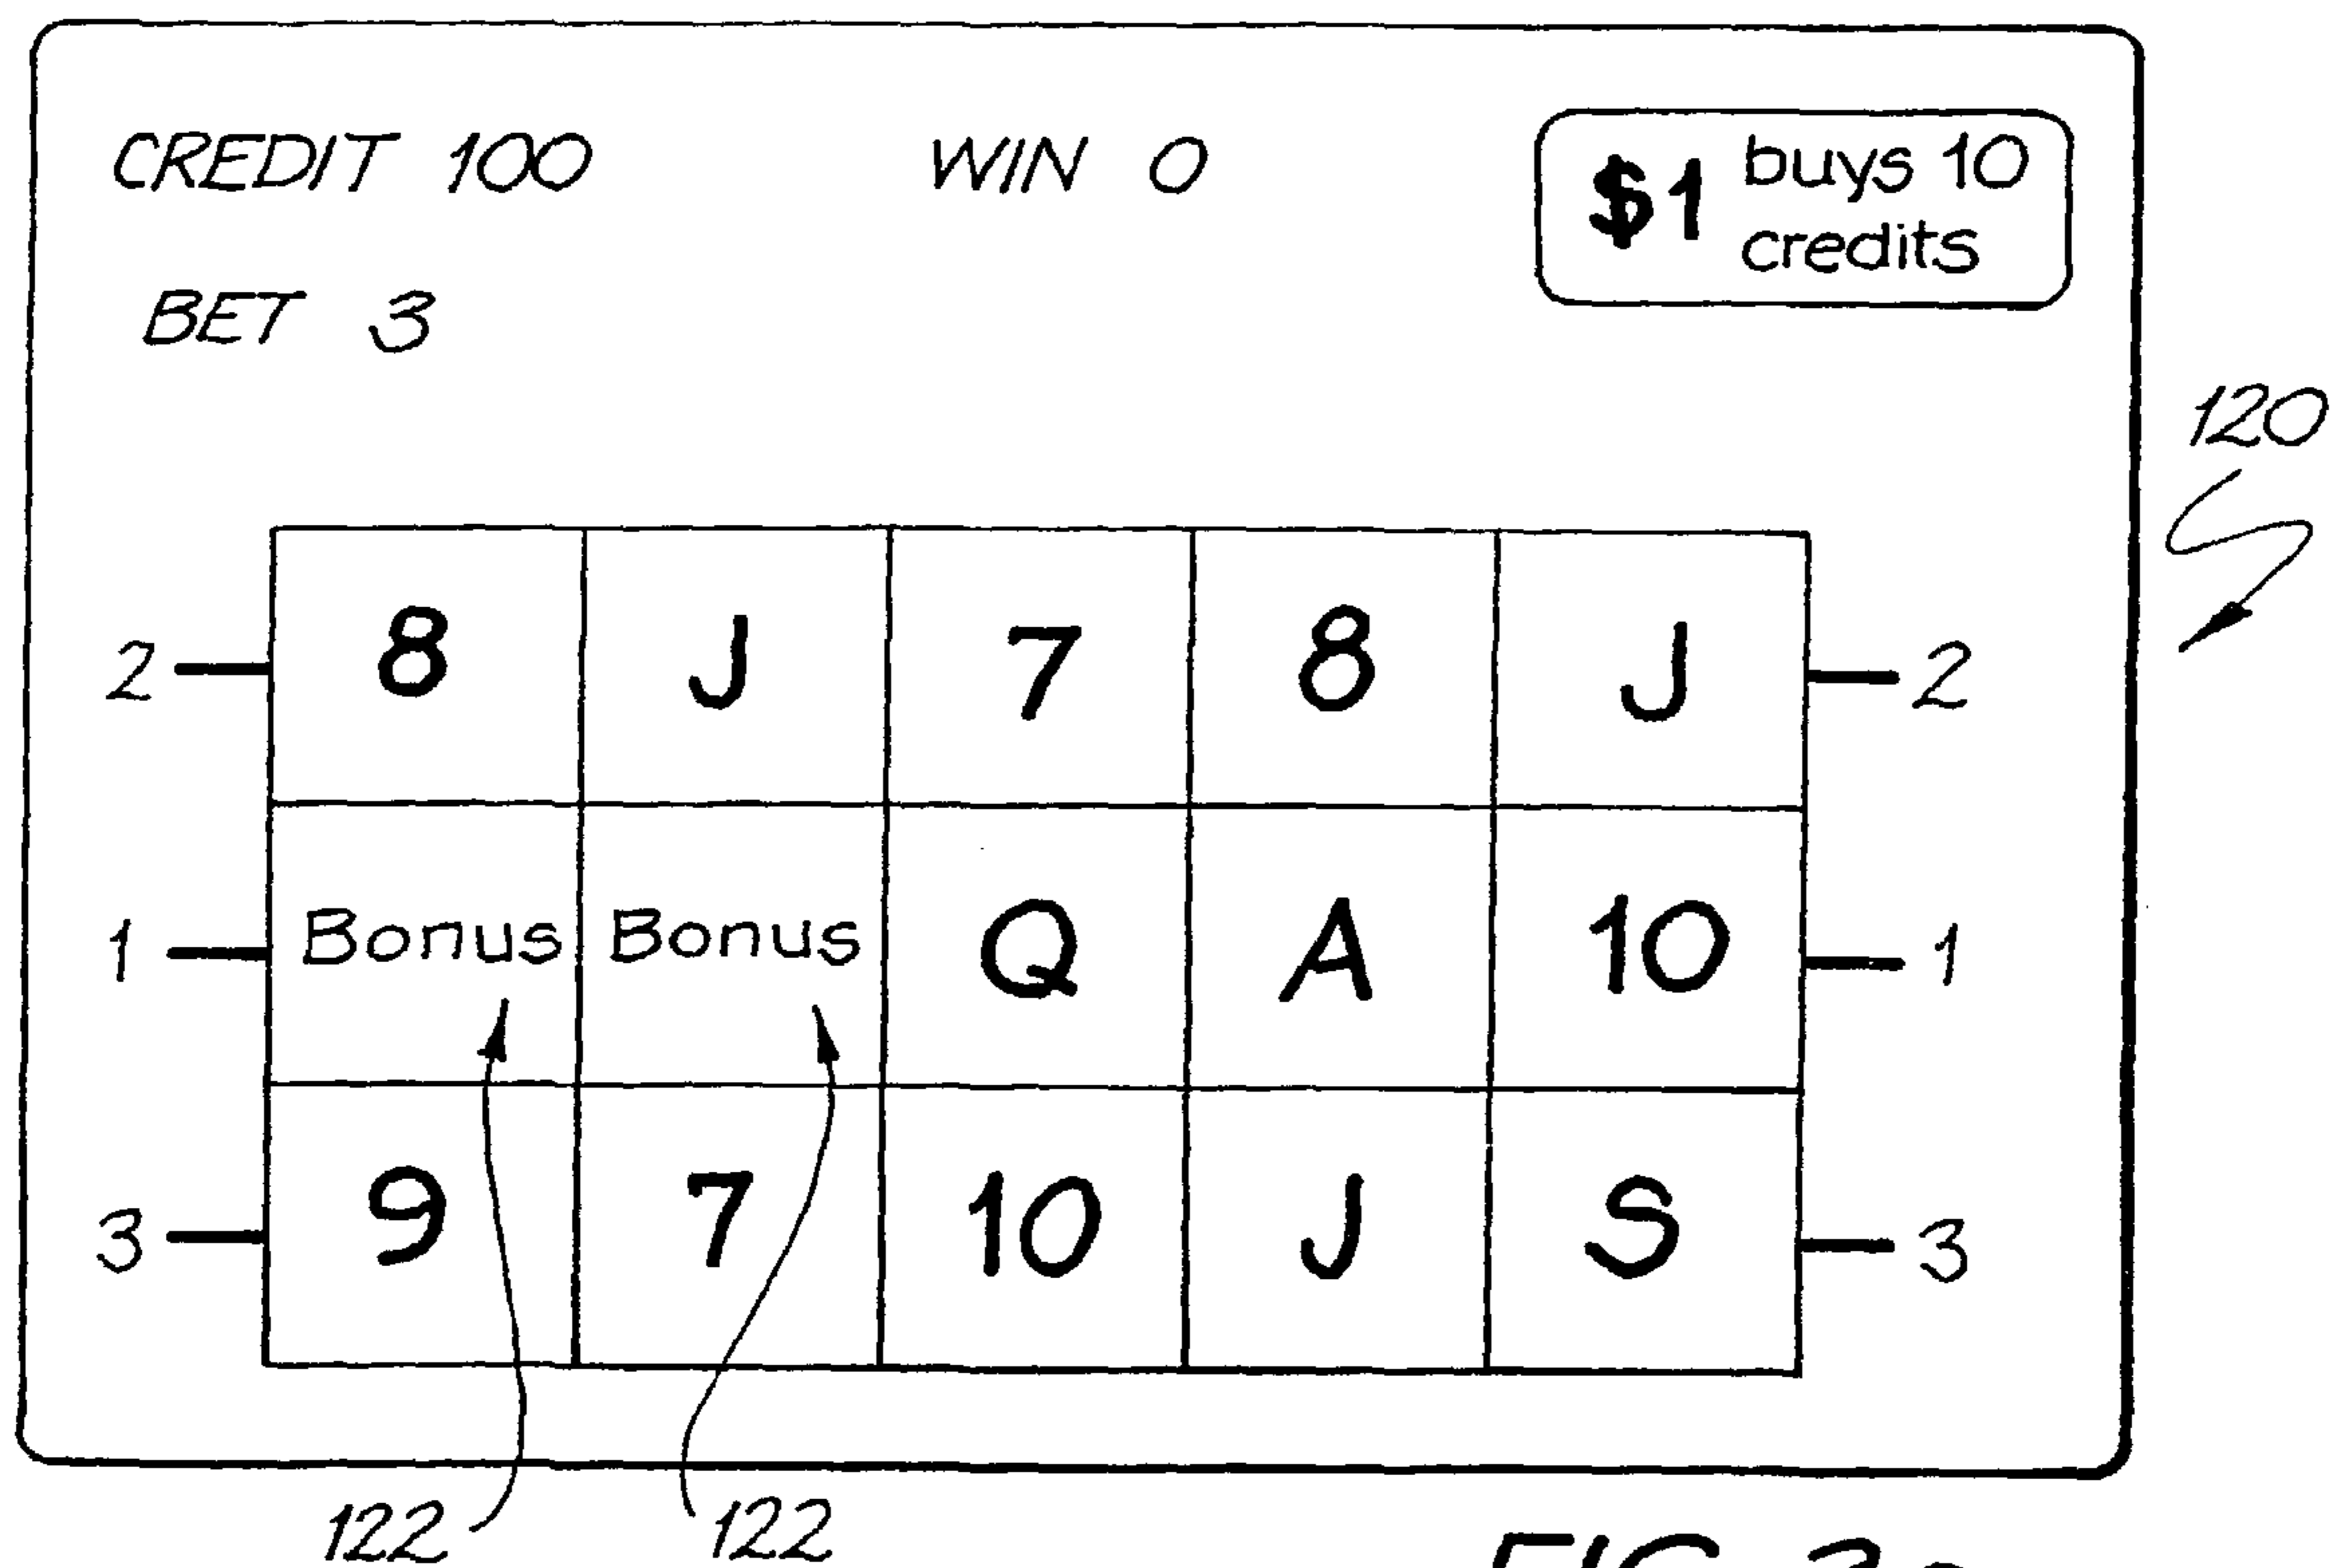 CREDIT 100 WIN 0 $1 buys 10 credits
BET 3
120
2 8 J 7 8 J 2
1 Bonus Bonus Q A 10 1
3 9 7 10 J S 3
122 122